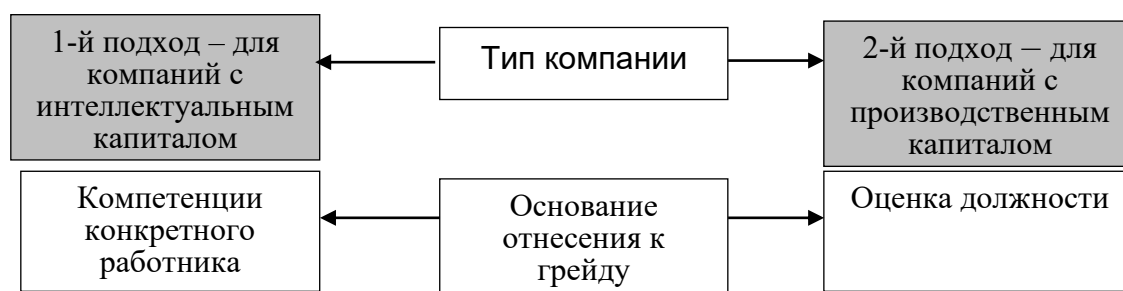 1-й подход – для
компаний с
интеллектуальным
капиталом
Тип компании
2-й подход – для
компаний с
производственным
капиталом
Компетенции
конкретного
работника
Основание
отнесения к
грейду
Оценка должности